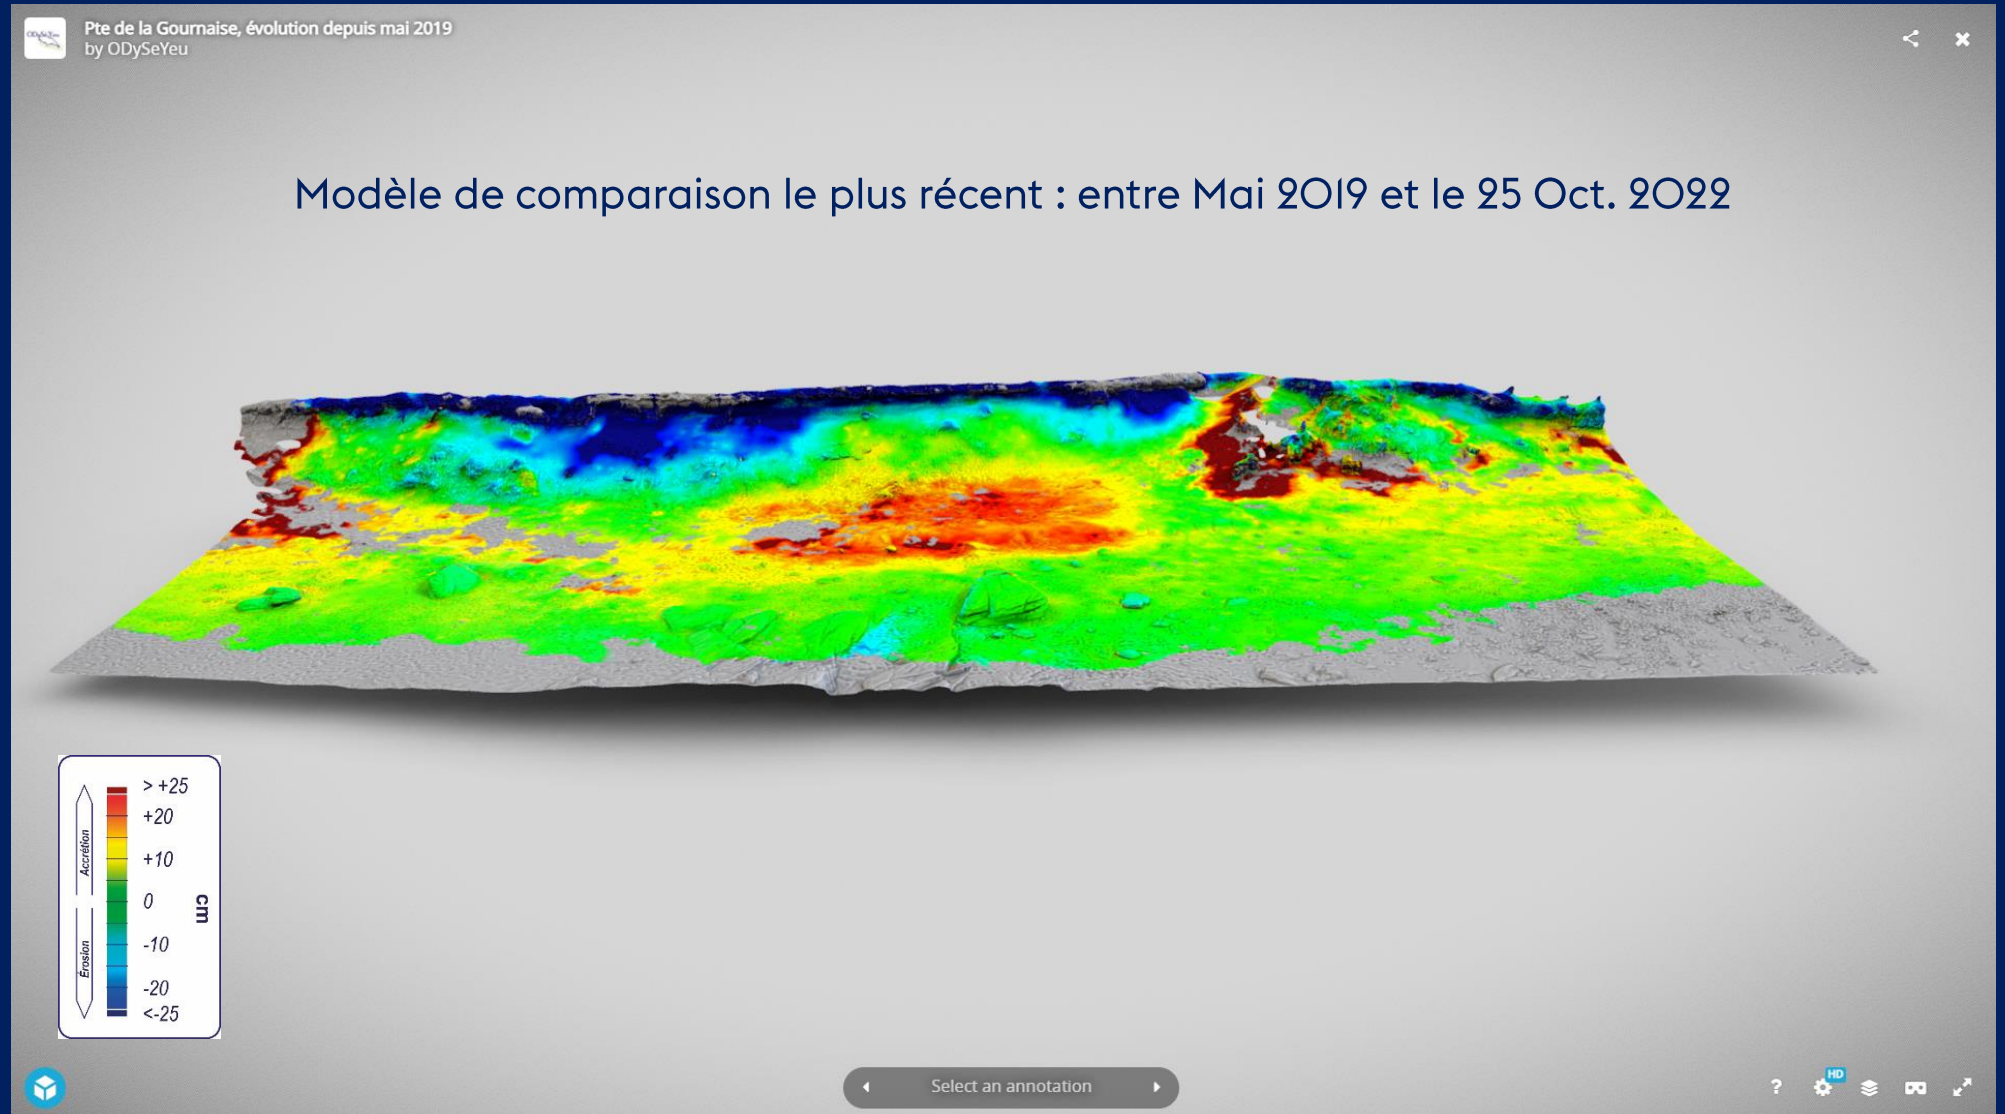 Pte de la Gournaise, évolution depuis mai 2019
by ODySeYeu
Modèle de comparaison le plus récent : entre Mai 2019 et le 25 Oct. 2022
> +25
+20
+10
0
-10
-20
<-25
cm
Accrétion
Érosion
Select an annotation
?
HD